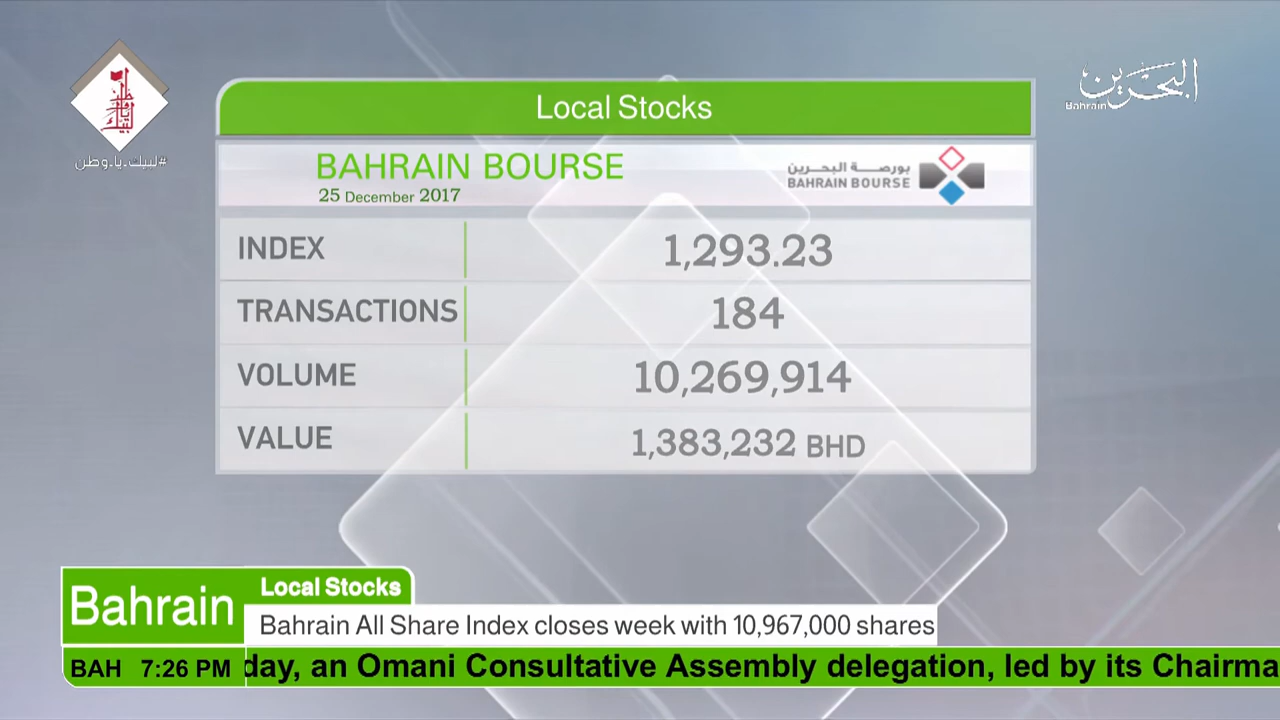 #لبيك_يا_وطن
البحرين
Bahrain
Local Stocks
BAHRAIN BOURSE
25 December 2017
بورصة البحرين
BAHRAIN BOURSE
INDEX 1,293.23
TRANSACTIONS 184
VOLUME 10,269,914
VALUE 1,383,232 BHD
Bahrain
Local Stocks
Bahrain All Share Index closes week with 10,967,000 shares
BAH 7:26 PM day, an Omani Consultative Assembly delegation, led by its Chairma